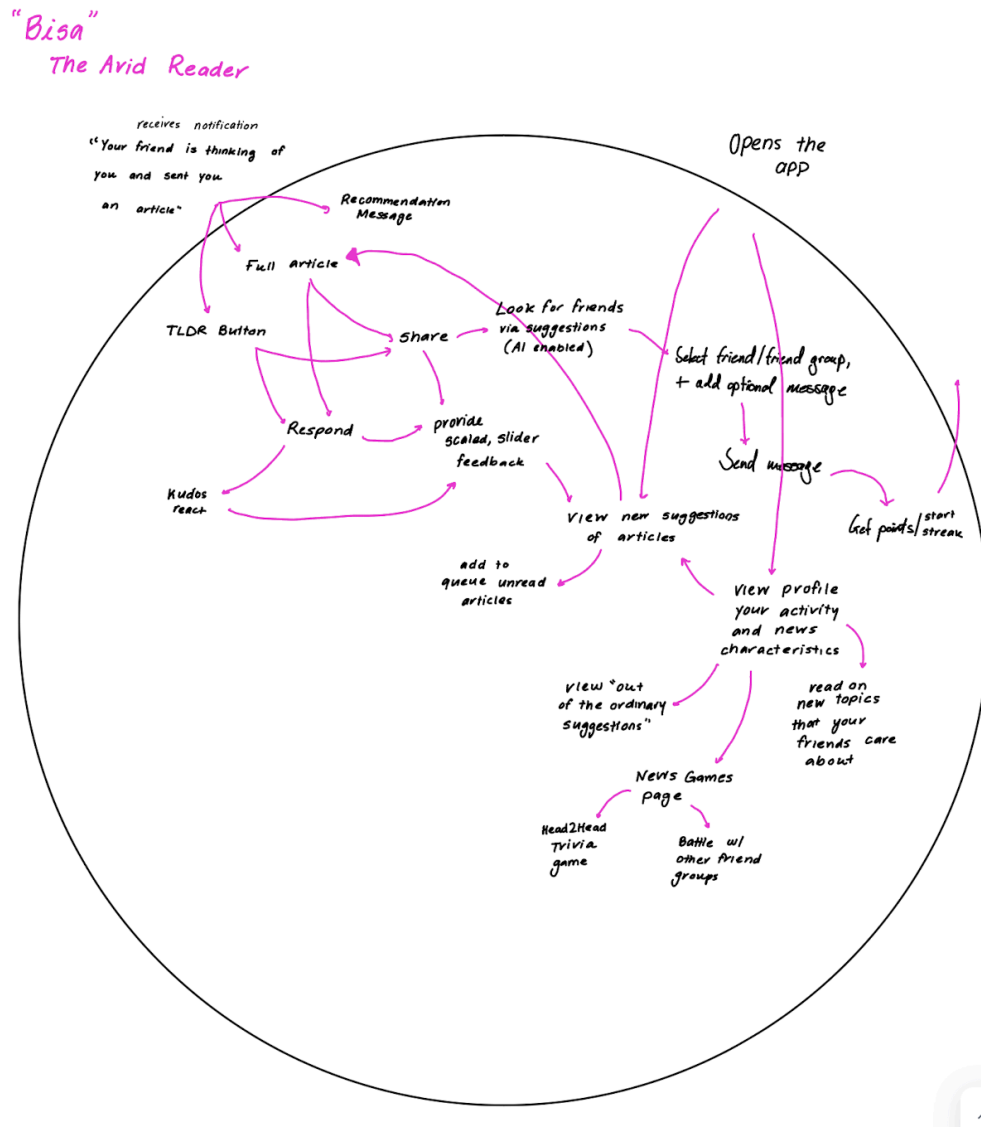 "Bisa"
The Avid Reader
receives notification
"Your friend is thinking of
you and sent you
an article"
Opens the
app
Recommendation
Message
Full article
TLDR Button
share
Look for friends
via suggestions
(AI enabled)
Select friend/friend group,
+ add optional message
Respond
provide
scaled, slider
feedback
Send message
Kudos
react
Get points/start
streak
View new suggestions
of articles
add to
queue unread
articles
view profile
your activity
and news
characteristics
view "out
of the ordinary
suggestions"
read on
new topics
that your
friends care
about
News Games
page
Head2Head
Trivia
game
Battle w/
other friend
groups